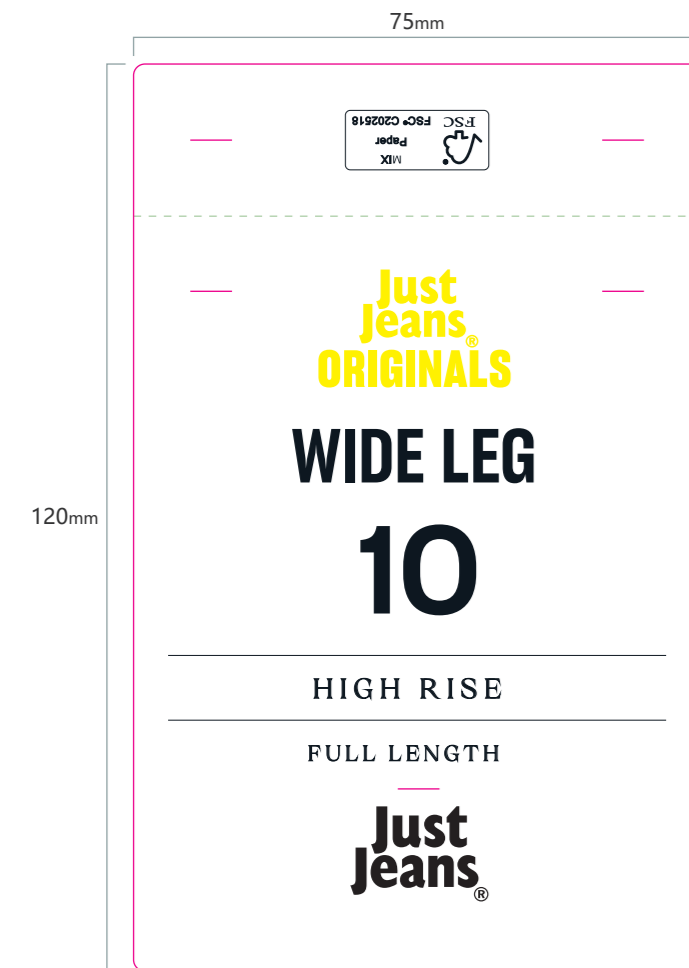 75mm
MIX
Paper
FSC® C202518
FSC
Just
Jeans®
ORIGINALS
WIDE LEG
120mm
10
HIGH RISE
FULL LENGTH
Just
Jeans®